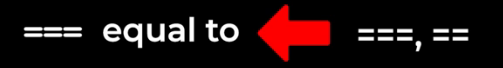 === equal to ===, ==